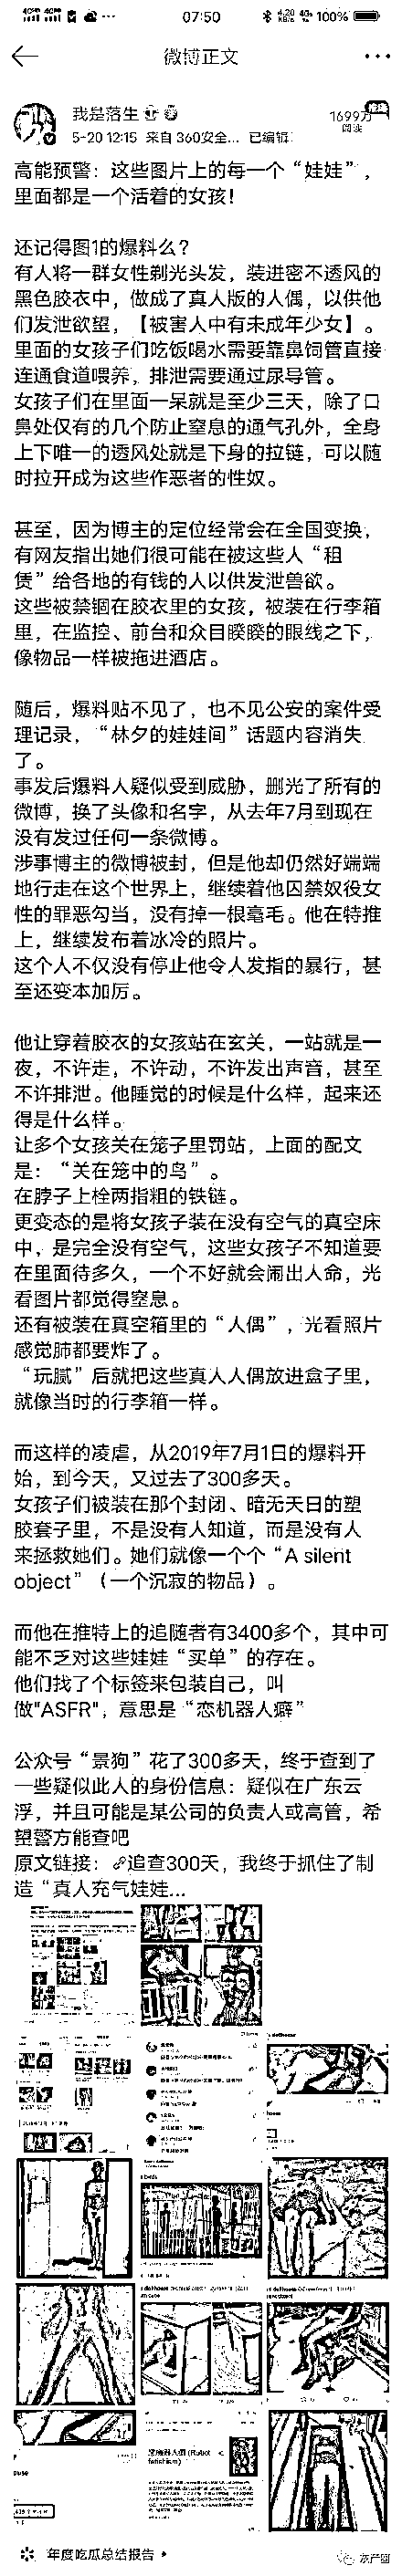 07:50
100%
微博正文
我是落生
1699万
阅读
5-20 12:15 来自 360安全... 已编辑
高能预警：这些图片上的每一个“娃娃”，
里面都是一个活着的女孩！
还记得图1的爆料么？
有人将一群女性剃光头发，装进密不透风的
黑色胶衣中，做成了真人版的人偶，以供他
们发泄欲望，【被害人中有未成年少女】。
里面的女孩子们吃饭喝水需要靠鼻饲管直接
连通食道喂养，排泄需要通过尿导管。
女孩子们在里面一呆就是至少三天，除了口
鼻处仅有的几个防止窒息的通气孔外，全身
上下唯一的透风处就是下身的拉链，可以随
时拉开成为这些作恶者的性奴。
甚至，因为博主的定位经常会在全国变换，
有网友指出她们很可能在被这些人“租
赁”给各地的有钱的人以供发泄兽欲。
这些被禁锢在胶衣里的女孩，被装在行李箱
里，在监控、前台和众目睽睽的眼线之下，
像物品一样被拖进酒店。
随后，爆料贴不见了，也不见公安的案件受
理记录，“林夕的娃娃间”话题内容消失
了。
事发后爆料人疑似受到威胁，删光了所有的
微博，换了头像和名字，从去年7月到现在
没有发过任何一条微博。
涉事博主的微博被封，但是他却仍然好端端
地行走在这个世界上，继续着他囚禁奴役女
性的罪恶勾当，没有掉一根毫毛。他在特推
上，继续发布着冰冷的照片。
这个人不仅没有停止他令人发指的暴行，甚
至还变本加厉。
他让穿着胶衣的女孩站在玄关，一站就是一
夜，不许走，不许动，不许发出声音，甚至
不许排泄。他睡觉的时候是什么样，起来还
得是什么样。
让多个女孩关在笼子里罚站，上面的配文
是：“关在笼中的鸟”。
在脖子上栓两指粗的铁链。
更变态的是将女孩子装在没有空气的真空床
中，是完全没有空气，这些女孩子不知道要
在里面待多久，一个不好就会闹出人命，光
看图片都觉得窒息。
还有被装在真空箱里的“人偶”，光看照片
感觉肺都要炸了。
“玩腻”后就把这些真人人偶放进盒子里，
就像当时的行李箱一样。
而这样的凌虐，从2019年7月1日的爆料开
始，到今天，又过去了300多天。
女孩子们被装在那个封闭、暗无天日的塑
胶套子里，不是没有人知道，而是没有人
来拯救她们。她们就像一个个“A silent
object”（一个沉寂的物品）。
而他在推特上的追随者有3400多个，其中可
能不乏对这些娃娃“买单”的存在。
他们找了个标签来包装自己，叫
做"ASFR"，意思是“恋机器人癖”
公众号“景狗”花了300多天，终于查到了
一些疑似此人的身份信息：疑似在广东云
浮，并且可能是某公司的负责人或高管，希
望警方能查吧
原文链接：追查300天，我终于抓住了制
造“真人充气娃娃...
年度吃瓜总结报告
灰产圈